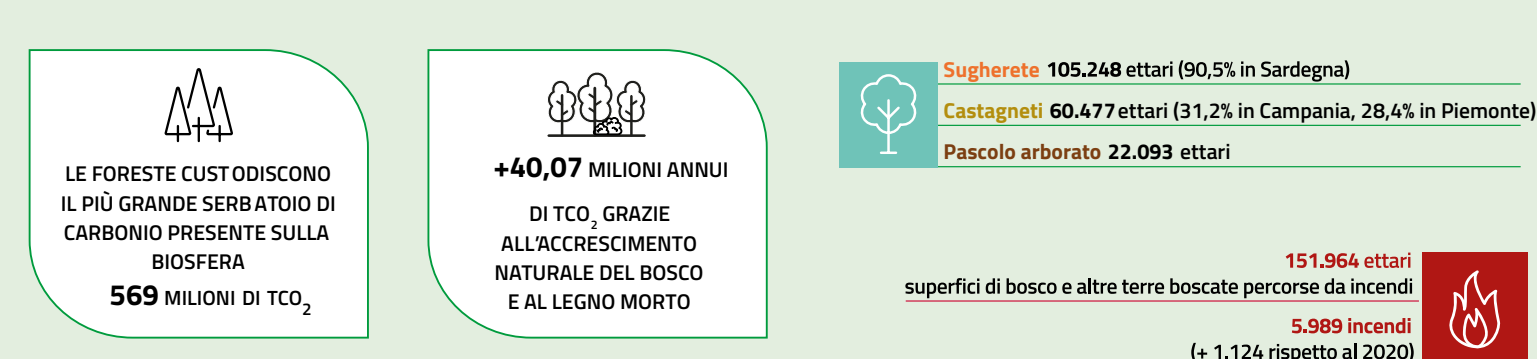 LE FORESTE CUSTODISCONO
IL PIÙ GRANDE SERBATOIO DI
CARBONIO PRESENTE SULLA
BIOSFERA
569 MILIONI DI TCO₂
+40,07 MILIONI ANNUI
DI TCO₂ GRAZIE
ALL'ACCRESCIMENTO
NATURALE DEL BOSCO
E AL LEGNO MORTO
Sugherete 105.248 ettari (90,5% in Sardegna)
Castagneti 60.477 ettari (31,2% in Campania, 28,4% in Piemonte)
Pascolo arborato 22.093 ettari
151.964 ettari
superfici di bosco e altre terre boscate percorse da incendi
5.989 incendi
(+ 1.124 rispetto al 2020)